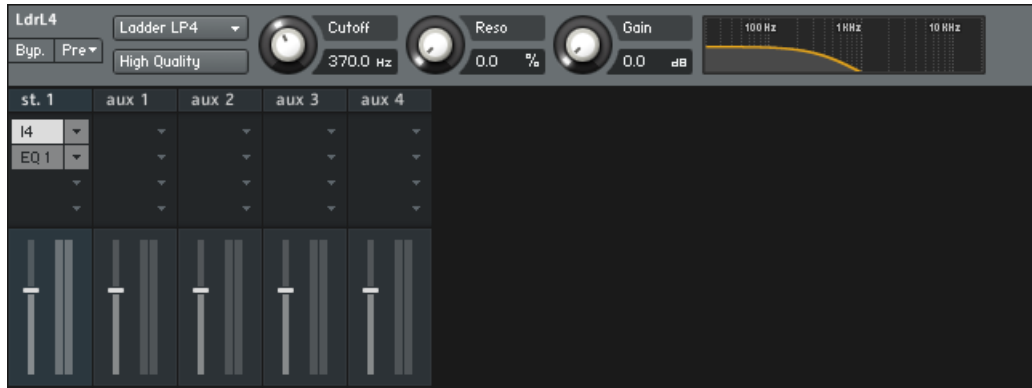 LdrL4
Ladder LP4
Cutoff
Reso
Gain
100 Hz
1 KHz
10 KHz
Byp.
Pre
High Quality
370.0 Hz
0.0 %
0.0 dB
st. 1
aux 1
aux 2
aux 3
aux 4
l4
EQ 1